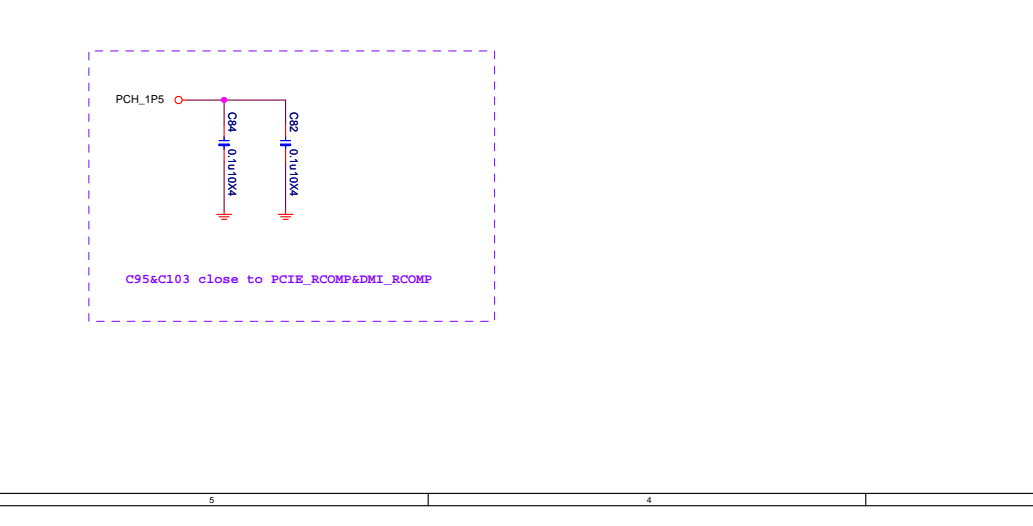 PCH_1P5
C84
0.1u10X4
C82
0.1u10X4
C95&C103 close to PCIE_RCOMP&DMI_RCOMP
5
4